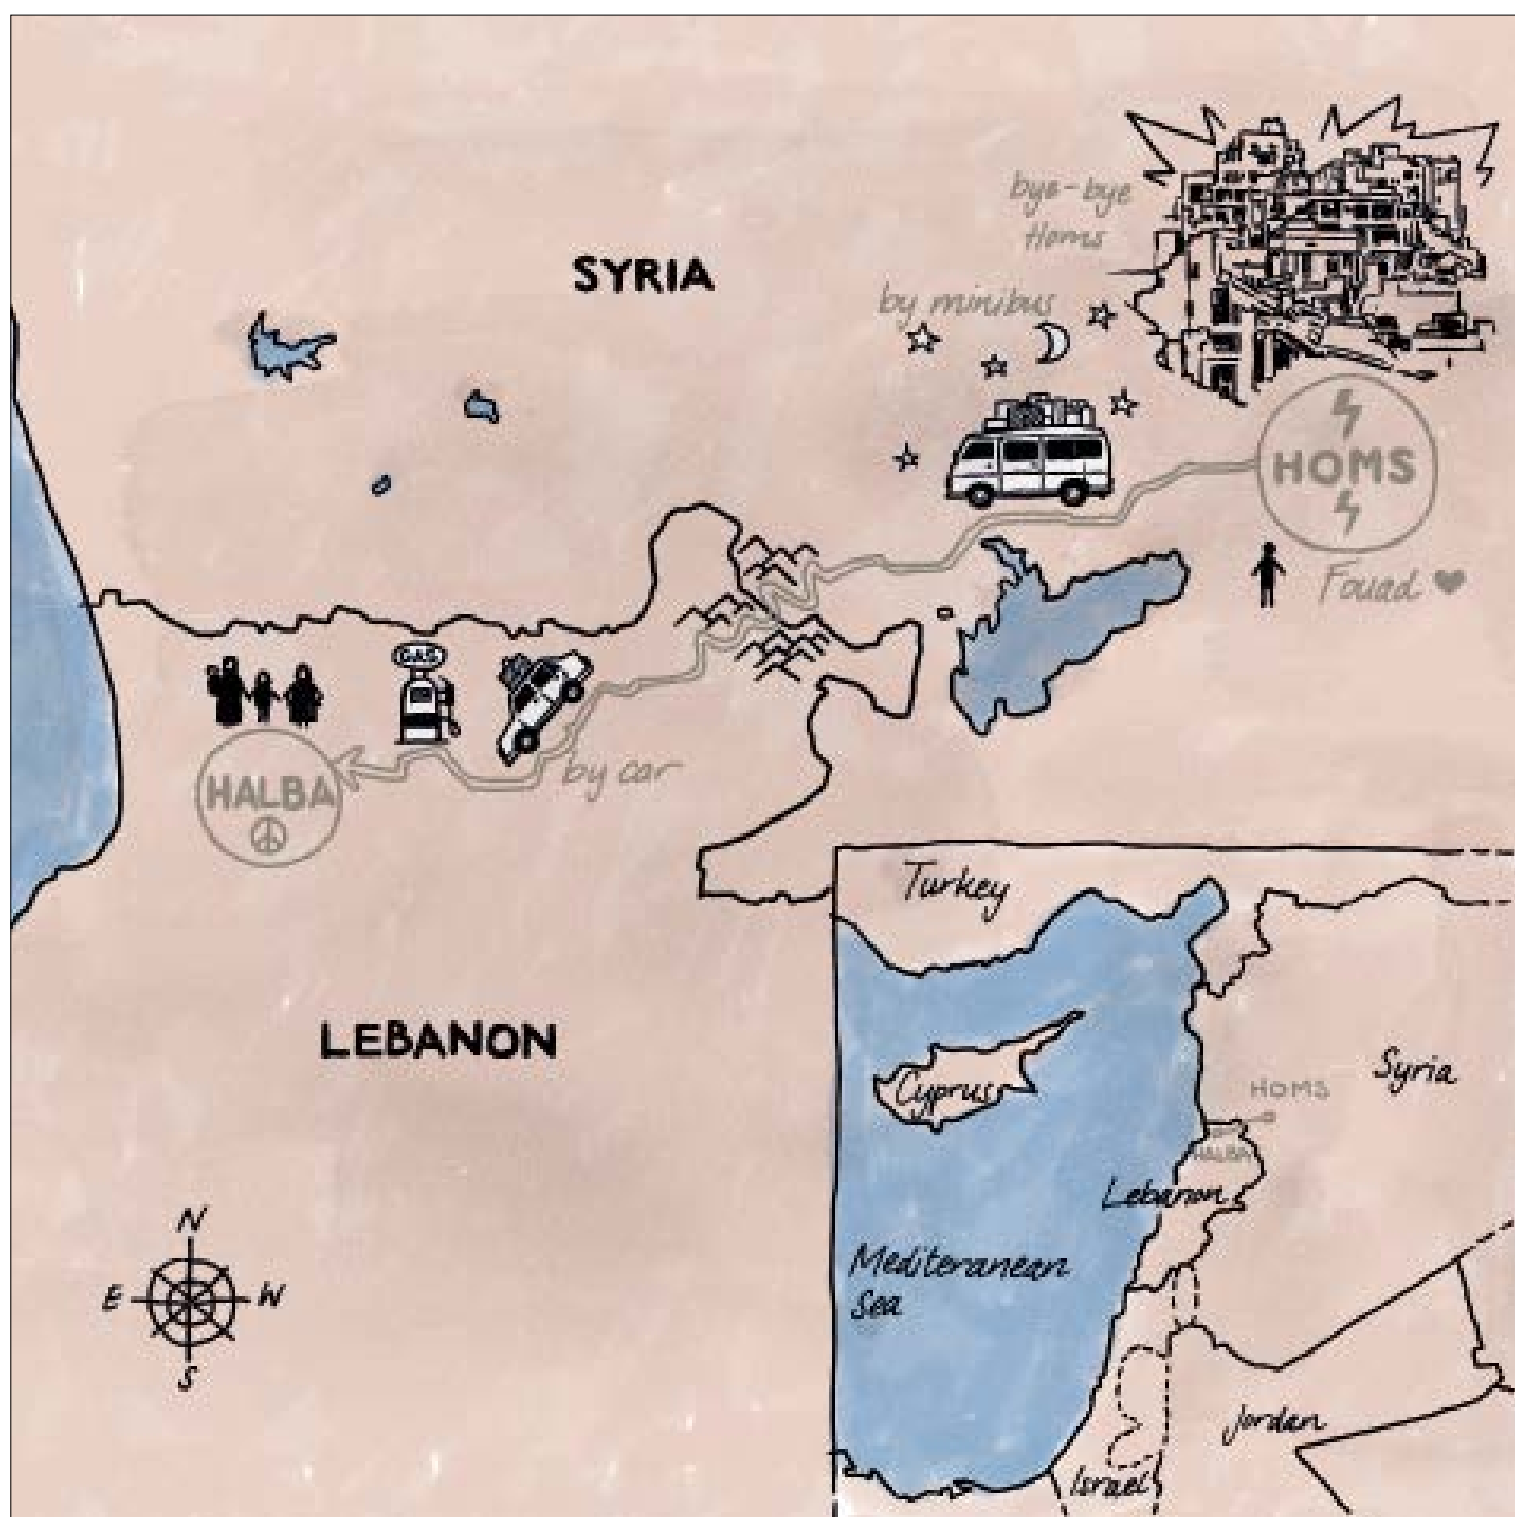 bye-bye
Homs
SYRIA
by minibus
HOMS
Fouad
GAS
HALBA
by car
LEBANON
Turkey
Cyprus
Syria
HOMS
HALBA
Lebanon
Mediteranean
Sea
Jordan
Israel
N
E W
S